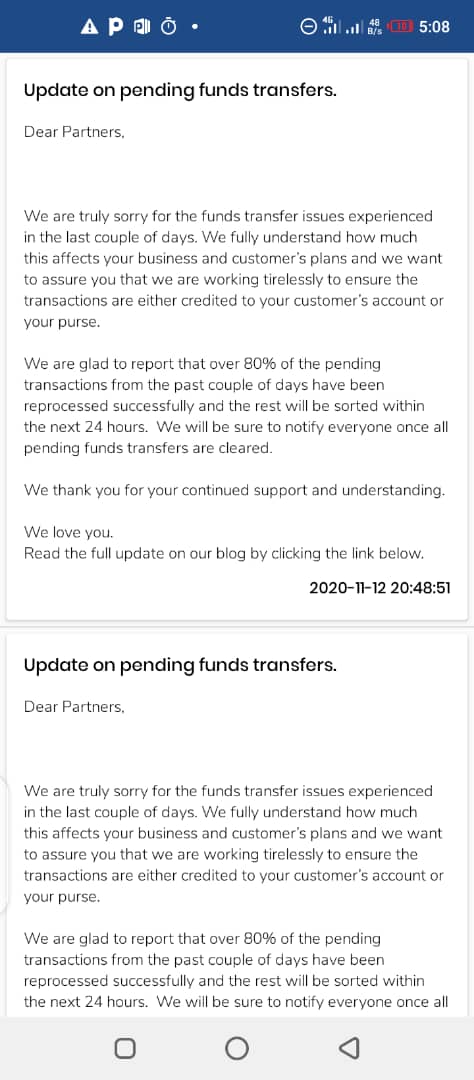 4G 48 B/s 10 5:08
Update on pending funds transfers.
Dear Partners,
We are truly sorry for the funds transfer issues experienced
in the last couple of days. We fully understand how much
this affects your business and customer's plans and we want
to assure you that we are working tirelessly to ensure the
transactions are either credited to your customer's account or
your purse.
We are glad to report that over 80% of the pending
transactions from the past couple of days have been
reprocessed successfully and the rest will be sorted within
the next 24 hours.  We will be sure to notify everyone once all
pending funds transfers are cleared.
We thank you for your continued support and understanding.
We love you.
Read the full update on our blog by clicking the link below.
2020-11-12 20:48:51
Update on pending funds transfers.
Dear Partners,
We are truly sorry for the funds transfer issues experienced
in the last couple of days. We fully understand how much
this affects your business and customer's plans and we want
to assure you that we are working tirelessly to ensure the
transactions are either credited to your customer's account or
your purse.
We are glad to report that over 80% of the pending
transactions from the past couple of days have been
reprocessed successfully and the rest will be sorted within
the next 24 hours.  We will be sure to notify everyone once all